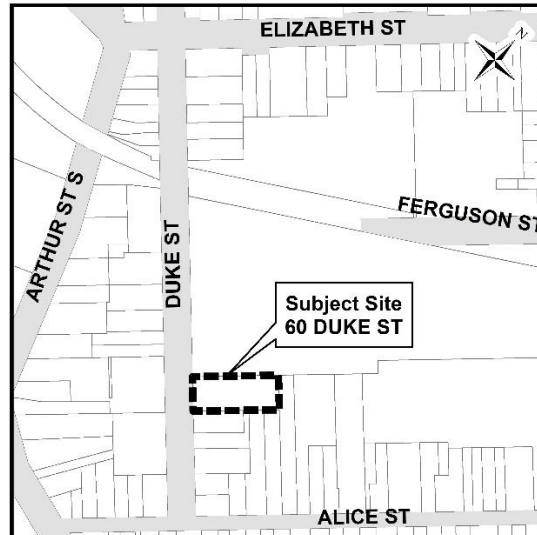 ELIZABETH ST
N
ARTHUR ST S
DUKE ST
FERGUSON ST
Subject Site
60 DUKE ST
ALICE ST